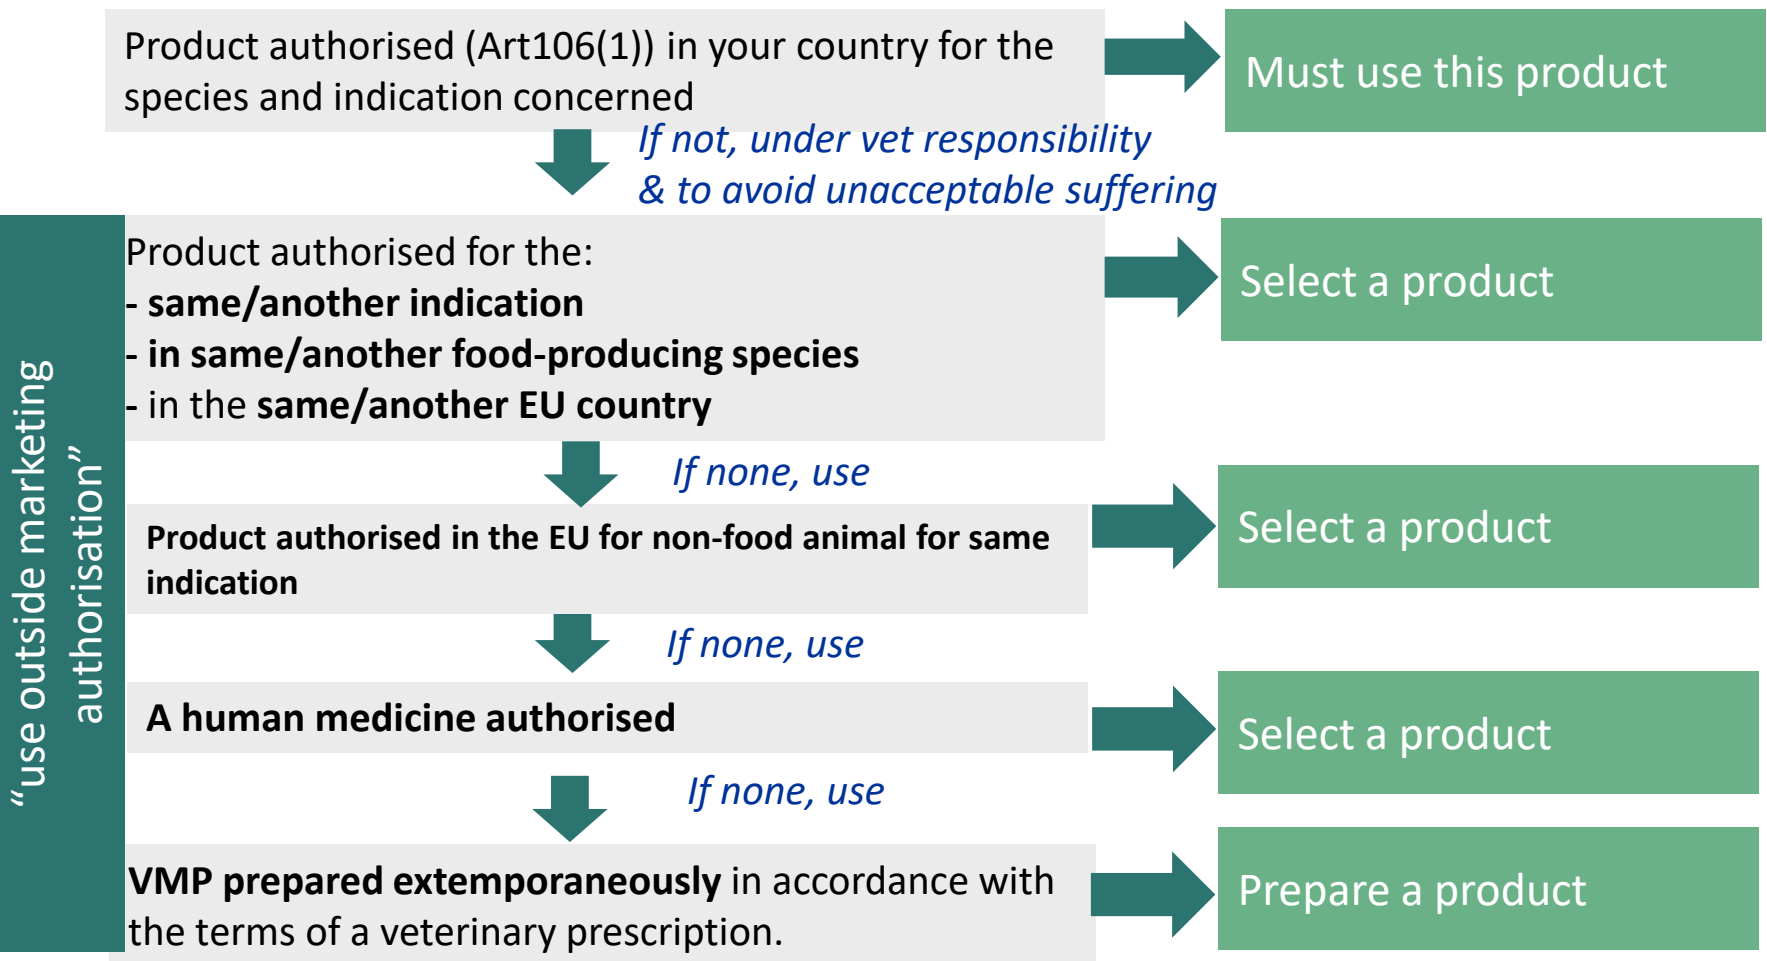 Product authorised (Art106(1)) in your country for the
species and indication concerned
Must use this product
If not, under vet responsibility
& to avoid unacceptable suffering
"use outside marketing
authorisation"
Product authorised for the:
- same/another indication
- in same/another food-producing species
- in the same/another EU country
Select a product
If none, use
Product authorised in the EU for non-food animal for same
indication
Select a product
If none, use
A human medicine authorised
Select a product
If none, use
VMP prepared extemporaneously in accordance with
the terms of a veterinary prescription.
Prepare a product